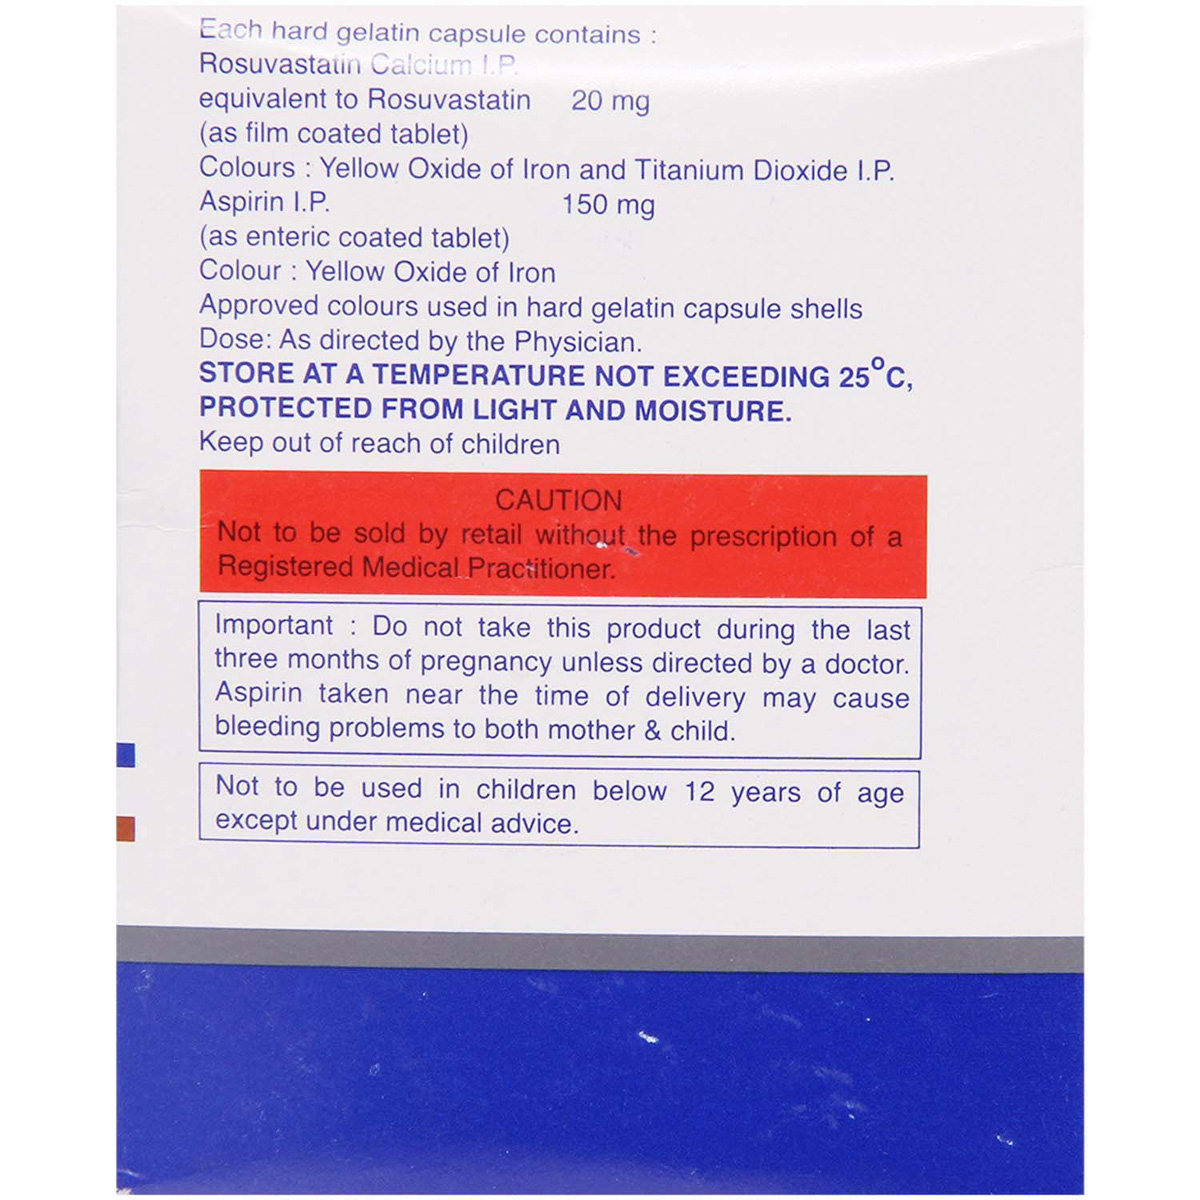 Each hard gelatin capsule contains :
Rosuvastatin Calcium I.P.
equivalent to Rosuvastatin 20 mg
(as film coated tablet)
Colours : Yellow Oxide of Iron and Titanium Dioxide I.P.
Aspirin I.P. 150 mg
(as enteric coated tablet)
Colour : Yellow Oxide of Iron
Approved colours used in hard gelatin capsule shells
Dose: As directed by the Physician.
STORE AT A TEMPERATURE NOT EXCEEDING 25°C,
PROTECTED FROM LIGHT AND MOISTURE.
Keep out of reach of children
CAUTION
Not to be sold by retail without the prescription of a
Registered Medical Practitioner.
Important : Do not take this product during the last
three months of pregnancy unless directed by a doctor.
Aspirin taken near the time of delivery may cause
bleeding problems to both mother & child.
Not to be used in children below 12 years of age
except under medical advice.